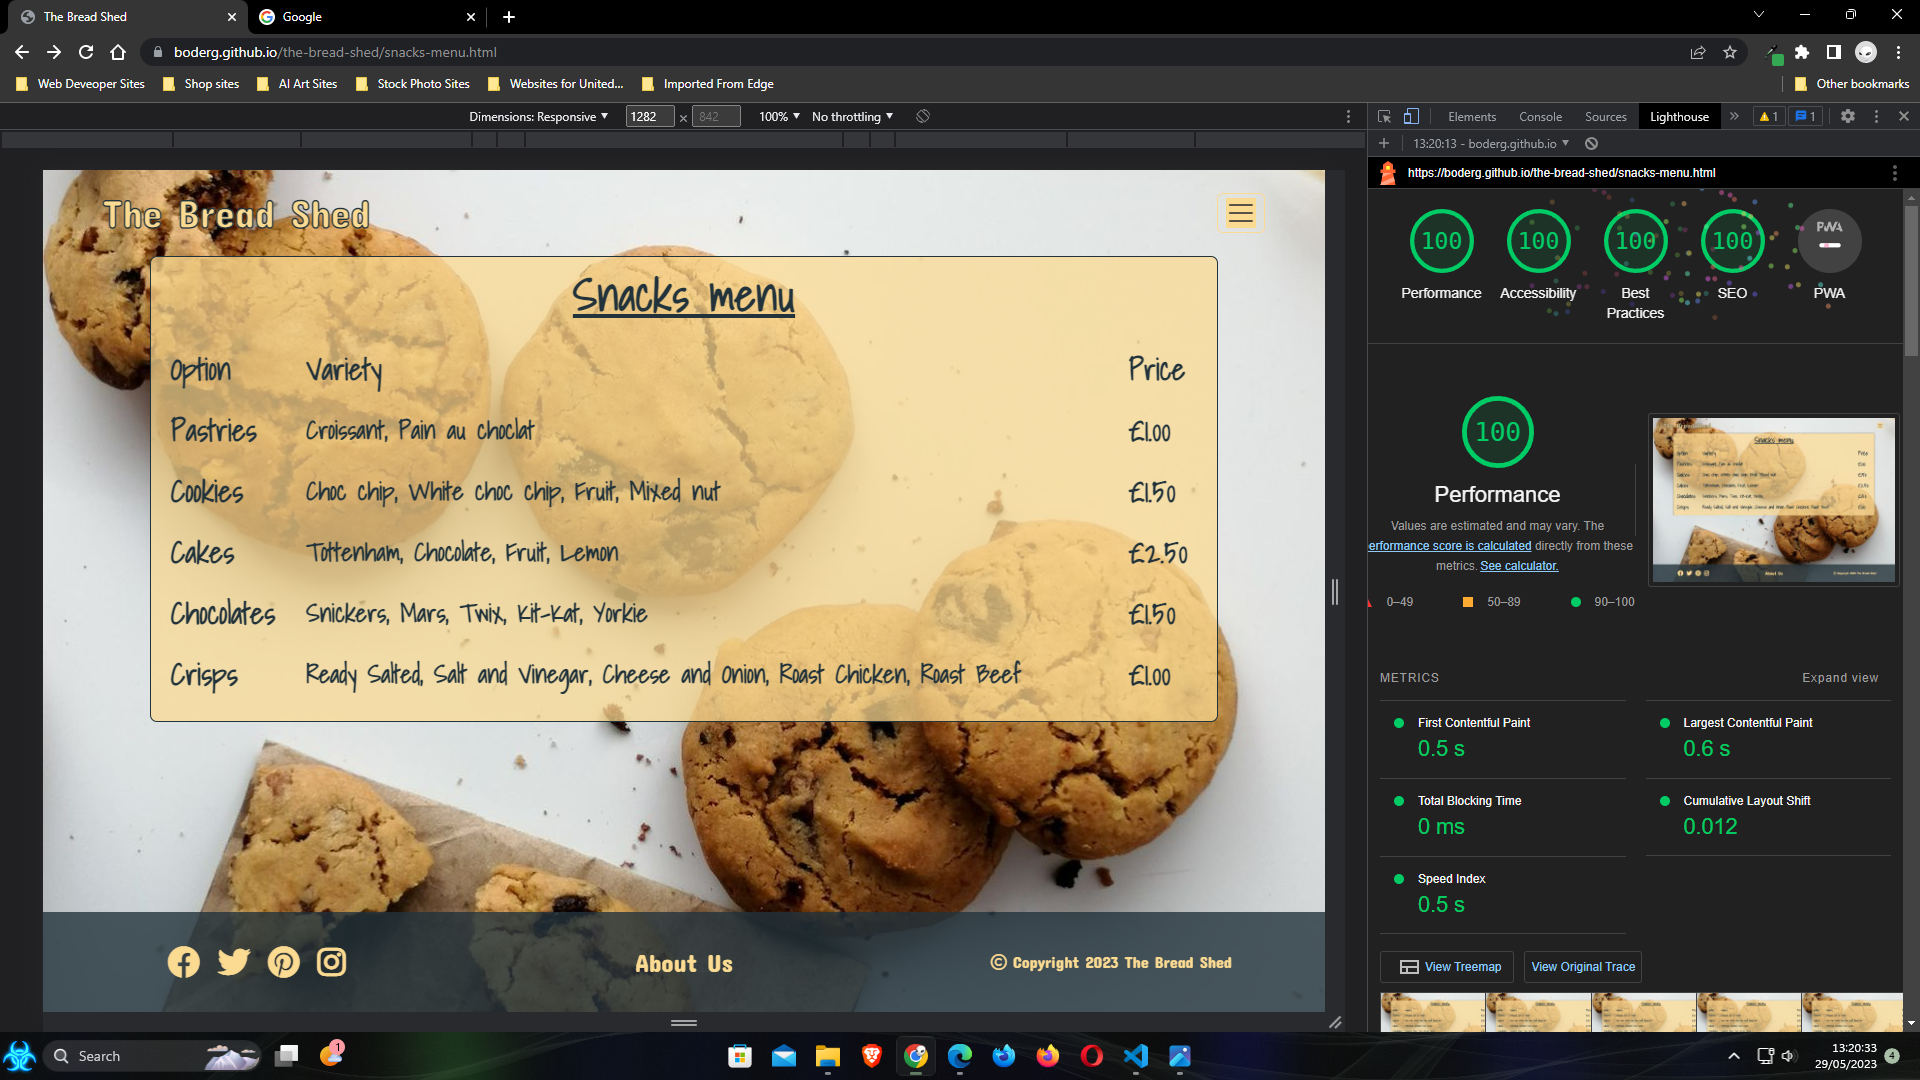 The Bread Shed
Google
boderg.github.io/the-bread-shed/snacks-menu.html
Web Deveoper Sites
Shop sites
AI Art Sites
Stock Photo Sites
Websites for United...
Imported From Edge
Other bookmarks
Dimensions: Responsive
1282 × 842
100%
No throttling
Elements
Console
Sources
Lighthouse
1
1
13:20:13 - boderg.github.io
https://boderg.github.io/the-bread-shed/snacks-menu.html
The Bread Shed
Snacks menu
Option Variety Price
Pastries Croissant, Pain au choclat £1.00
Cookies Choc chip, White choc chip, Fruit, Mixed nut £1.50
Cakes Tottenham, Chocolate, Fruit, Lemon £2.50
Chocolates Snickers, Mars, Twix, Kit-Kat, Yorkie £1.50
Crisps Ready Salted, Salt and Vinegar, Cheese and Onion, Roast Chicken, Roast Beef £1.00
About Us
© Copyright 2023 The Bread Shed
100 100 100 100 PWA
Performance
Accessibility
Best
Practices
SEO
PWA
100
Performance
Values are estimated and may vary. The
erformance score is calculated directly from these
metrics. See calculator.
0–49
50–89
90–100
METRICS
Expand view
First Contentful Paint
0.5 s
Largest Contentful Paint
0.6 s
Total Blocking Time
0 ms
Cumulative Layout Shift
0.012
Speed Index
0.5 s
View Treemap
View Original Trace
Search
1
13:20:33
29/05/2023
4